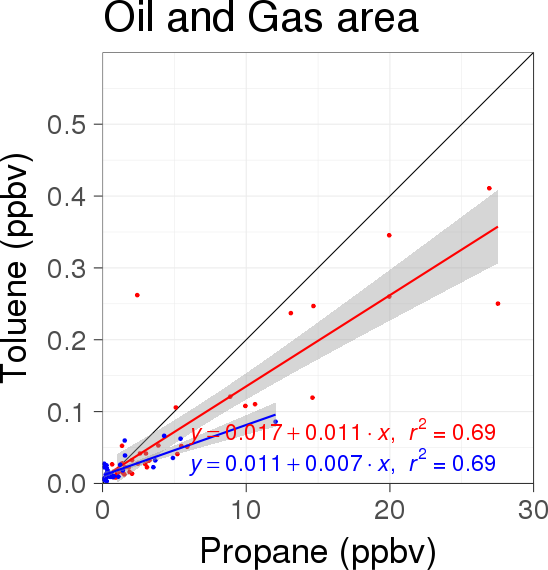 Oil and Gas area
Toluene (ppbv)
0.5
0.4
0.3
0.2
0.1
0.0
y = 0.017 + 0.011 · x, r² = 0.69
y = 0.011 + 0.007 · x, r² = 0.69
0 10 20 30
Propane (ppbv)